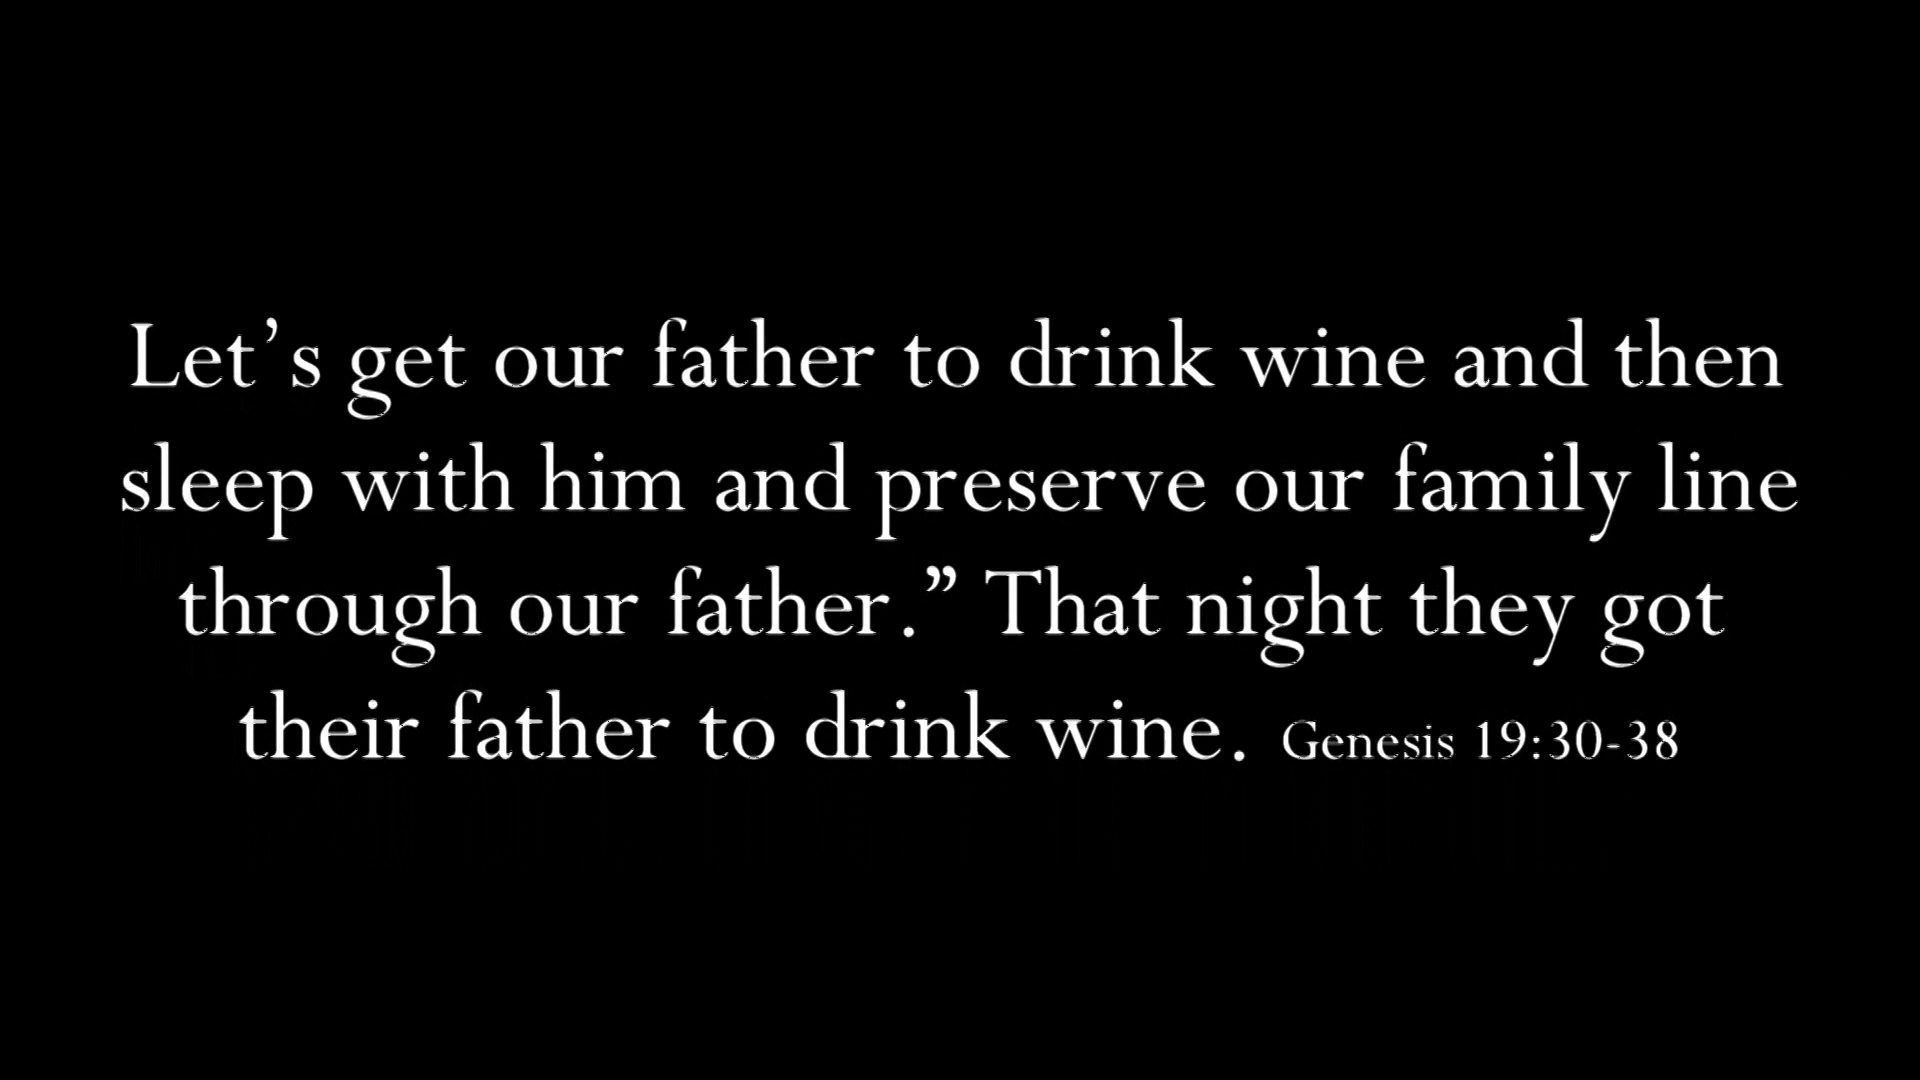 Let’s get our father to drink wine and then
sleep with him and preserve our family line
through our father.” That night they got
their father to drink wine. Genesis 19:30-38